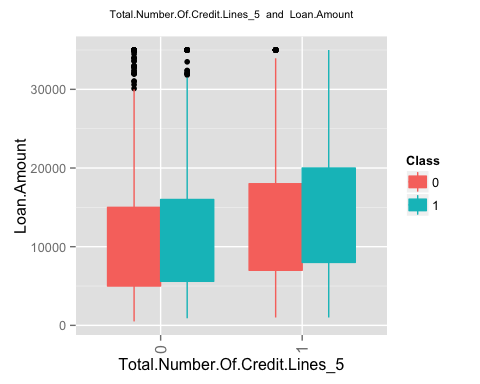 Total.Number.Of.Credit.Lines_5 and Loan.Amount
Loan.Amount
30000
20000
10000
0
0
1
Total.Number.Of.Credit.Lines_5
Class
0
1